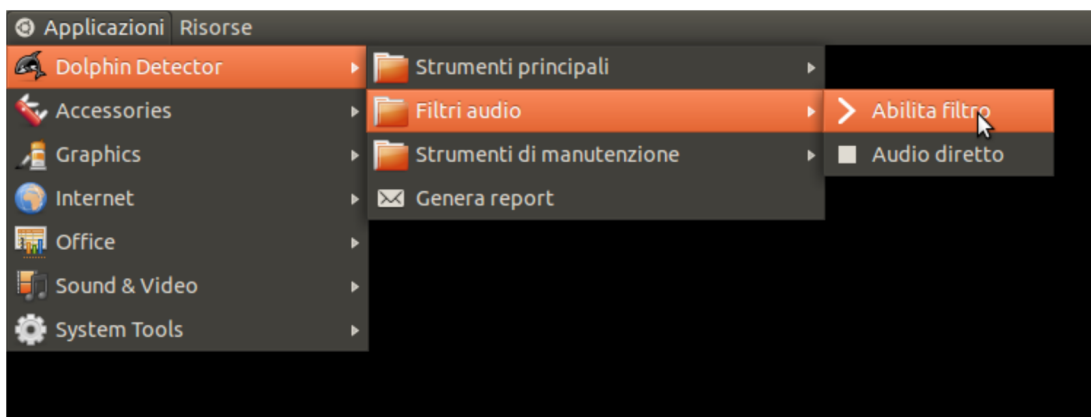 Applicazioni Risorse
Dolphin Detector
Accessories
Graphics
Internet
Office
Sound & Video
System Tools
Strumenti principali
Filtri audio
Strumenti di manutenzione
Genera report
Abilita filtro
Audio diretto